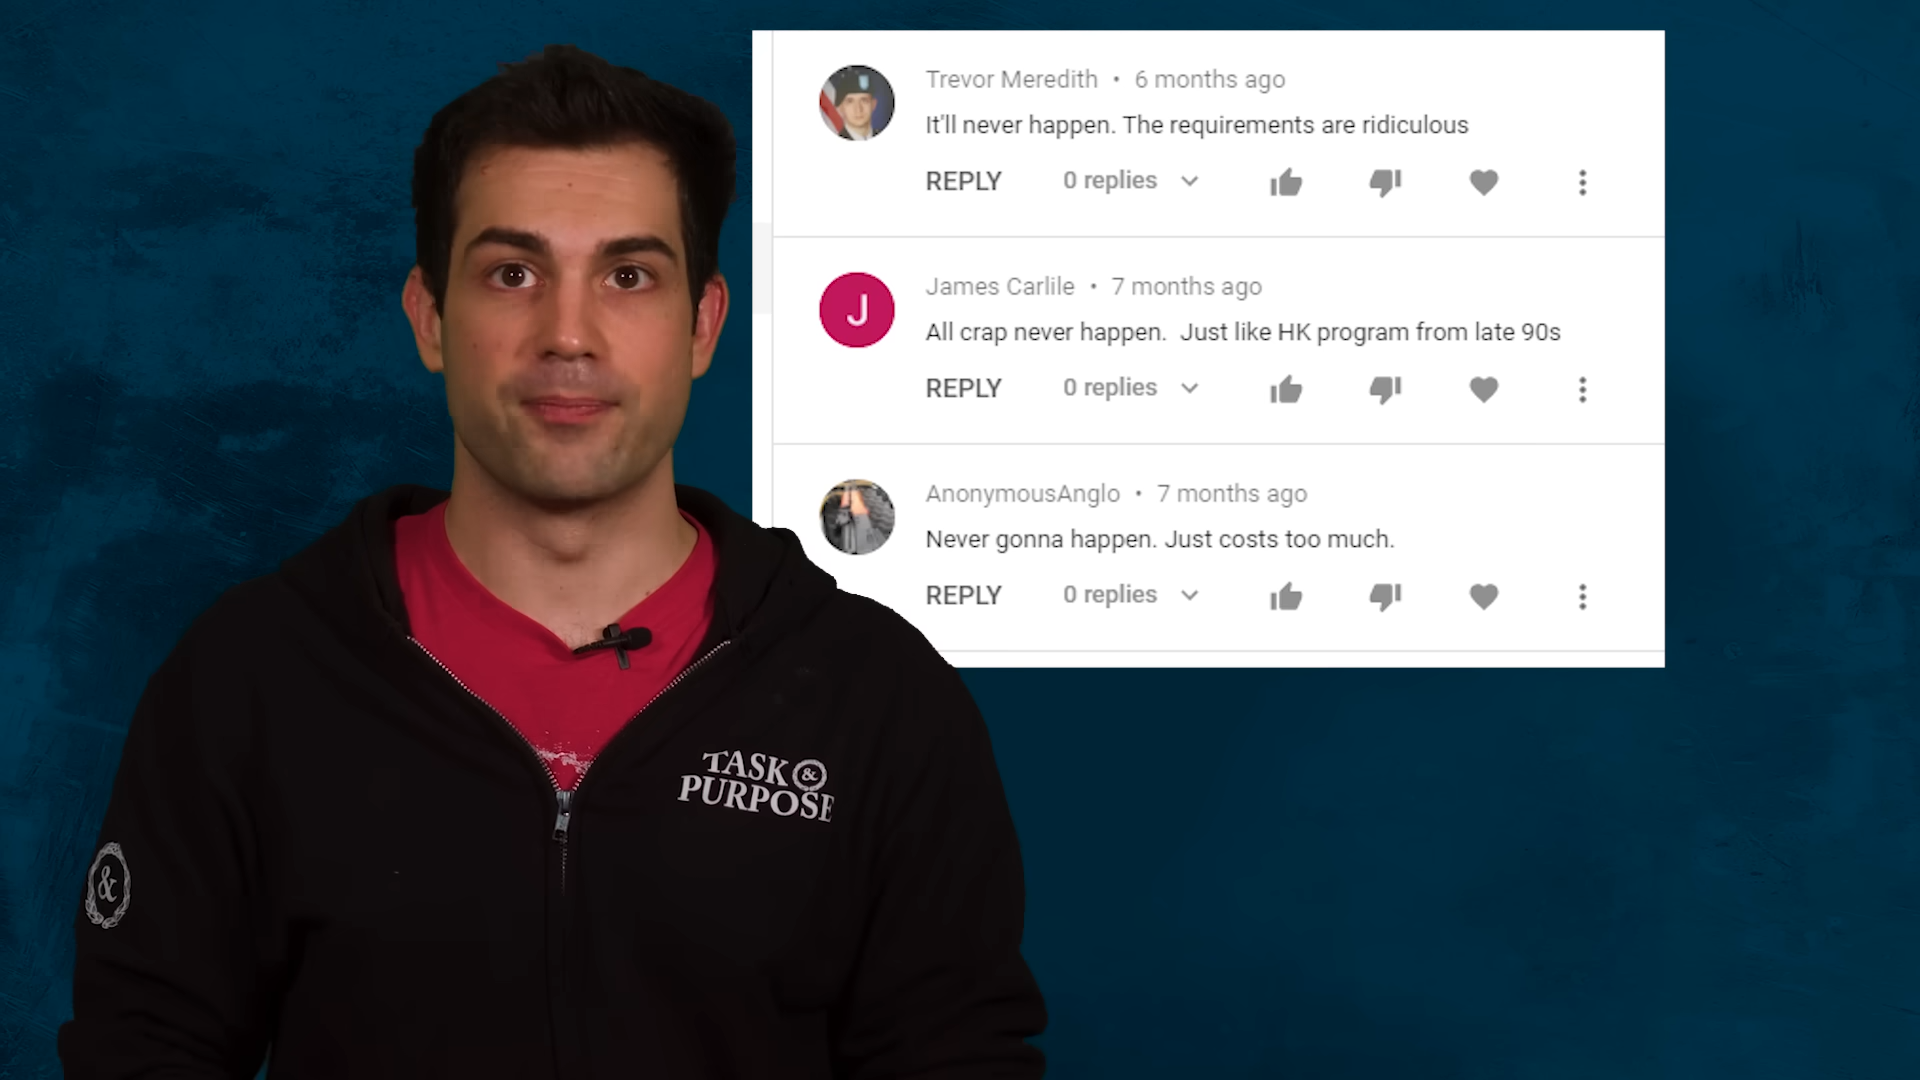 Trevor Meredith • 6 months ago
It'll never happen. The requirements are ridiculous
REPLY 0 replies
J
James Carlile • 7 months ago
All crap never happen.  Just like HK program from late 90s
REPLY 0 replies
AnonymousAnglo • 7 months ago
Never gonna happen. Just costs too much.
REPLY 0 replies
TASK &
PURPOSE
&